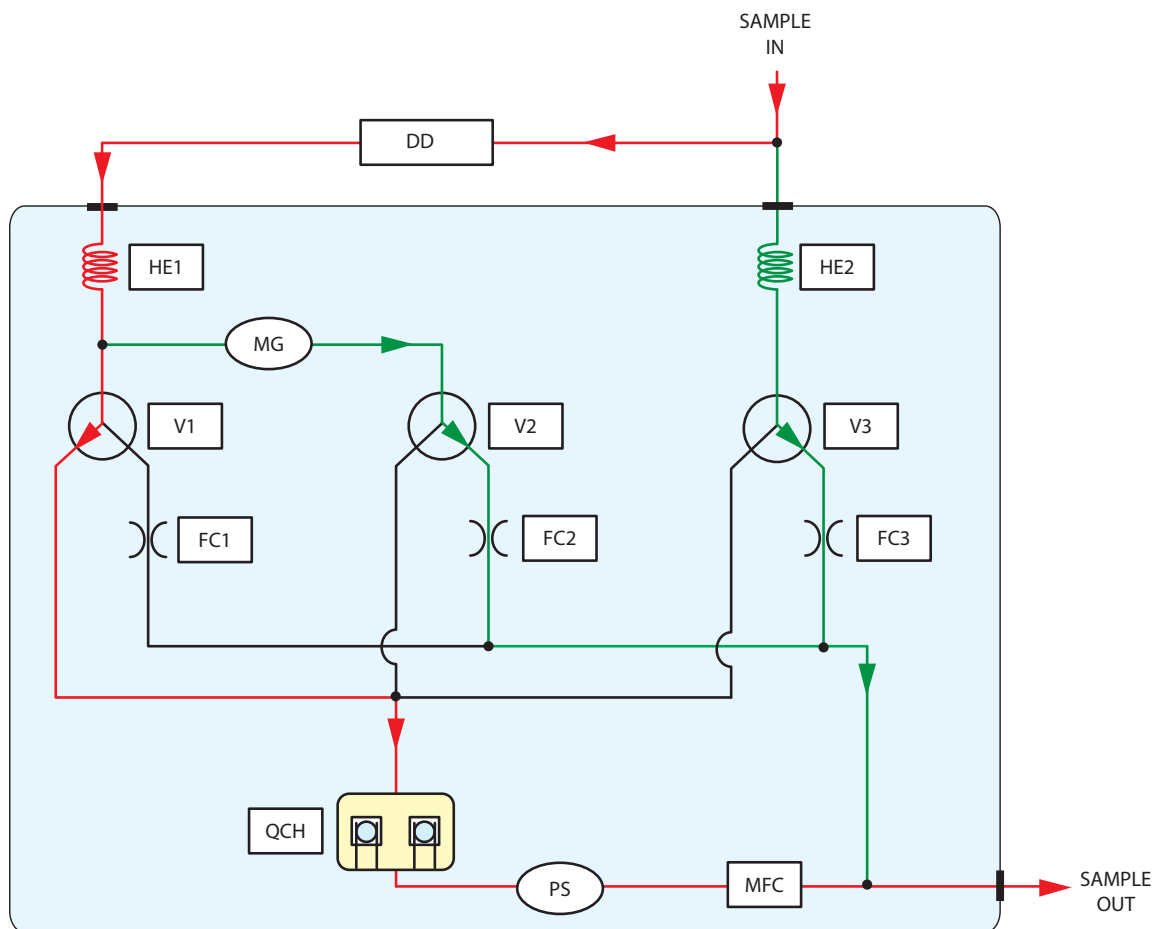 SAMPLE
IN
DD
HE1
HE2
MG
V1
V2
V3
FC1
FC2
FC3
QCH
PS
MFC
SAMPLE
OUT